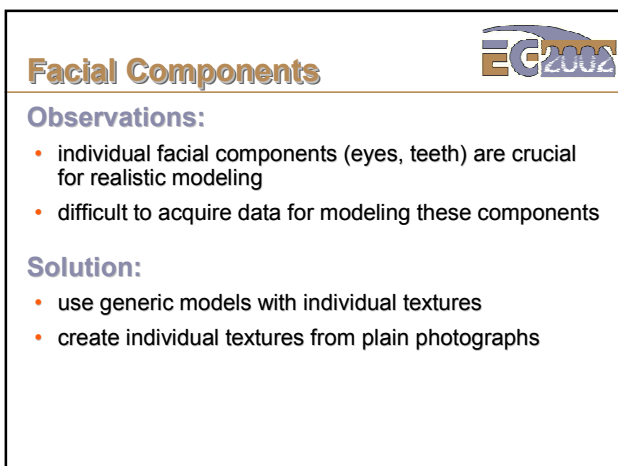 Facial Components
EG2002
Observations:
• individual facial components (eyes, teeth) are crucial
for realistic modeling
• difficult to acquire data for modeling these components
Solution:
• use generic models with individual textures
• create individual textures from plain photographs